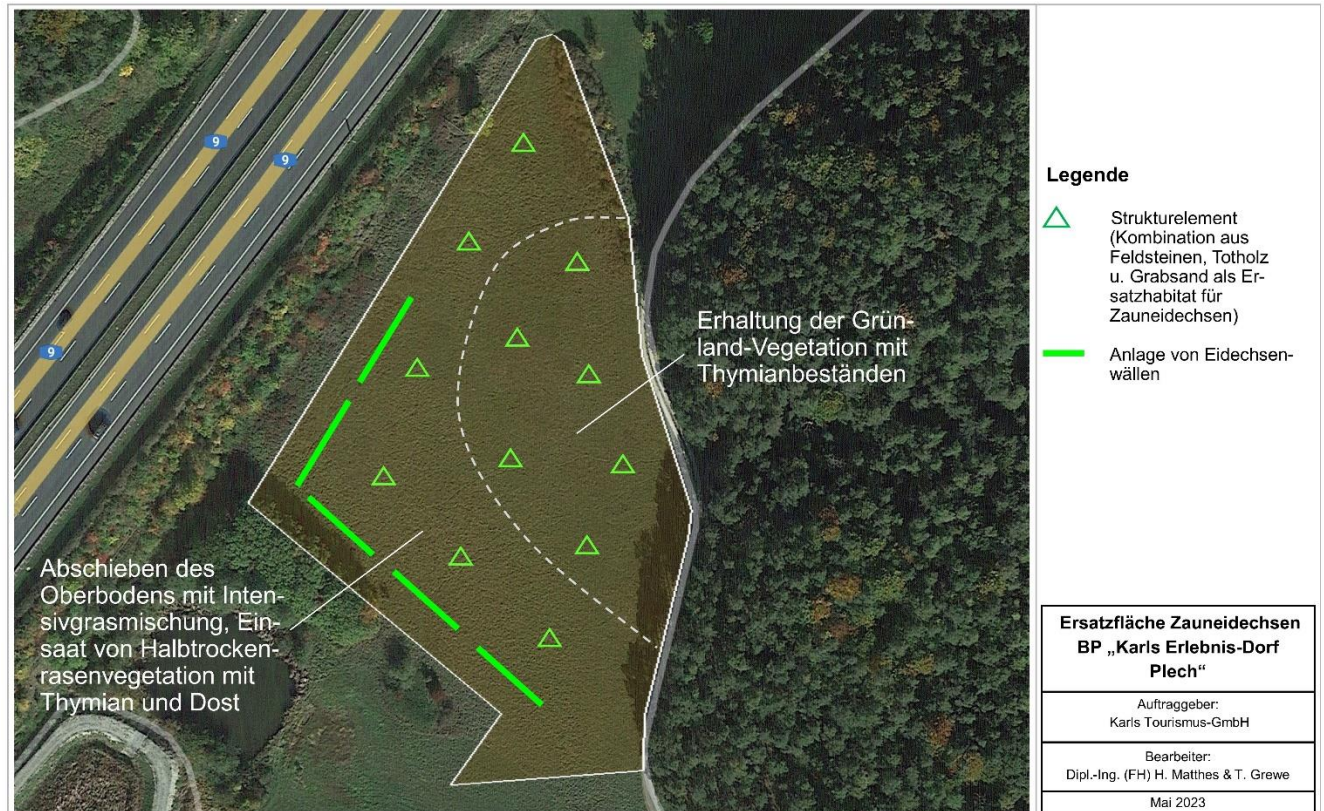 9
9
9
Erhaltung der Grün-
land-Vegetation mit
Thymianbeständen
Abschieben des
Oberbodens mit Inten-
sivgrasmischung, Ein-
saat von Halbtrocken-
rasenvegetation mit
Thymian und Dost
Legende
Strukturelement
(Kombination aus
Feldsteinen, Totholz
u. Grabsand als Er-
satzhabitat für
Zauneidechsen)
Anlage von Eidechsen-
wällen
Ersatzfläche Zauneidechsen
BP „Karls Erlebnis-Dorf
Plech“
Auftraggeber:
Karls Tourismus-GmbH
Bearbeiter:
Dipl.-Ing. (FH) H. Matthes & T. Grewe
Mai 2023